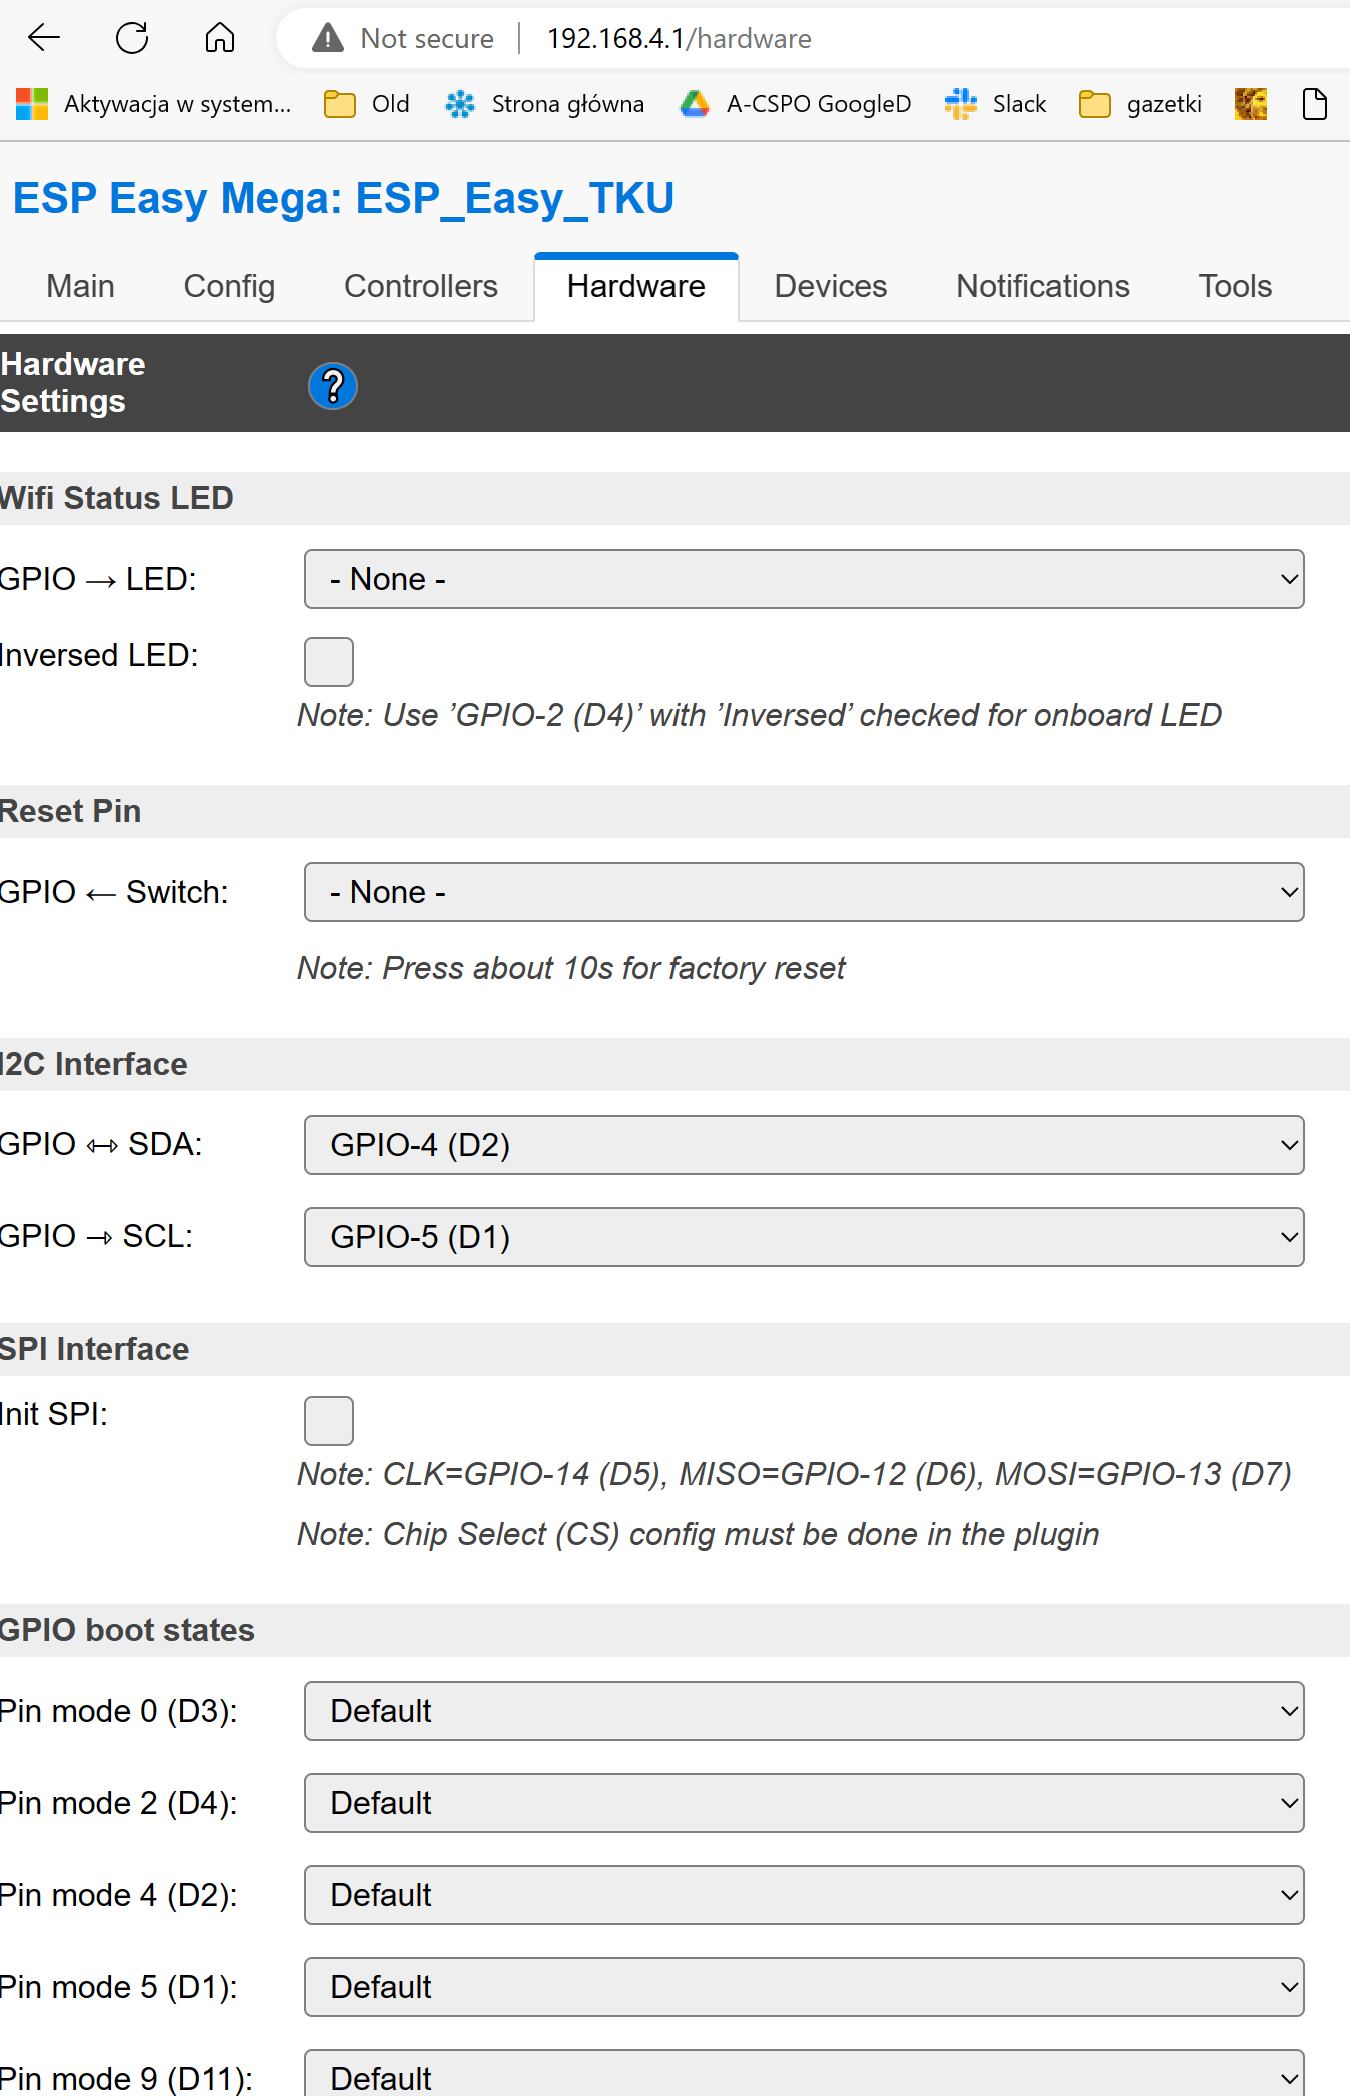 Not secure | 192.168.4.1/hardware
Aktywacja w system... Old Strona główna A-CSPO GoogleD Slack gazetki
ESP Easy Mega: ESP_Easy_TKU
Main Config Controllers Hardware Devices Notifications Tools
Hardware
Settings ?
Wifi Status LED
GPIO → LED: - None -
Inversed LED:
Note: Use ’GPIO-2 (D4)’ with ’Inversed’ checked for onboard LED
Reset Pin
GPIO ← Switch: - None -
Note: Press about 10s for factory reset
I2C Interface
GPIO ⇿ SDA: GPIO-4 (D2)
GPIO ⇾ SCL: GPIO-5 (D1)
SPI Interface
Init SPI:
Note: CLK=GPIO-14 (D5), MISO=GPIO-12 (D6), MOSI=GPIO-13 (D7)
Note: Chip Select (CS) config must be done in the plugin
GPIO boot states
Pin mode 0 (D3): Default
Pin mode 2 (D4): Default
Pin mode 4 (D2): Default
Pin mode 5 (D1): Default
Pin mode 9 (D11): Default